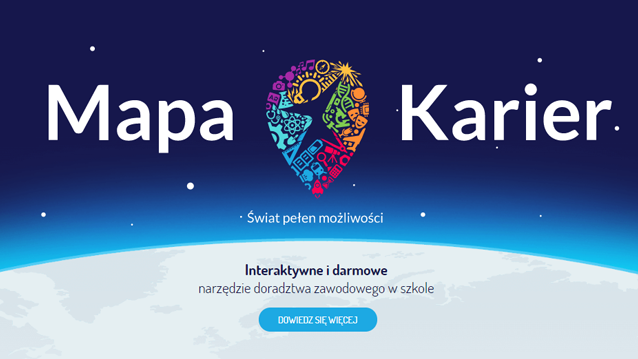 Mapa Karier
Świat pełen możliwości
Interaktywne i darmowe
narzędzie doradztwa zawodowego w szkole
DOWIEDZ SIĘ WIĘCEJ